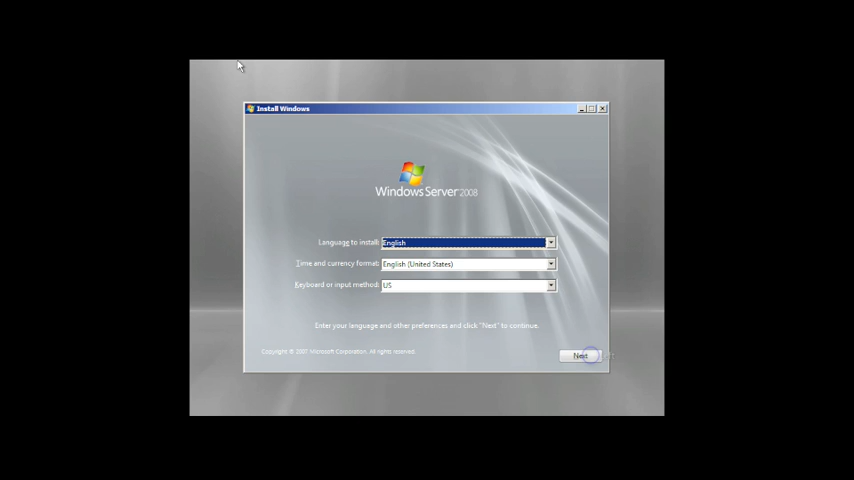 Install Windows
Windows Server 2008
Language to install: English
Time and currency format: English (United States)
Keyboard or input method: US
Enter your language and other preferences and click "Next" to continue.
Copyright © 2007 Microsoft Corporation. All rights reserved.
Next